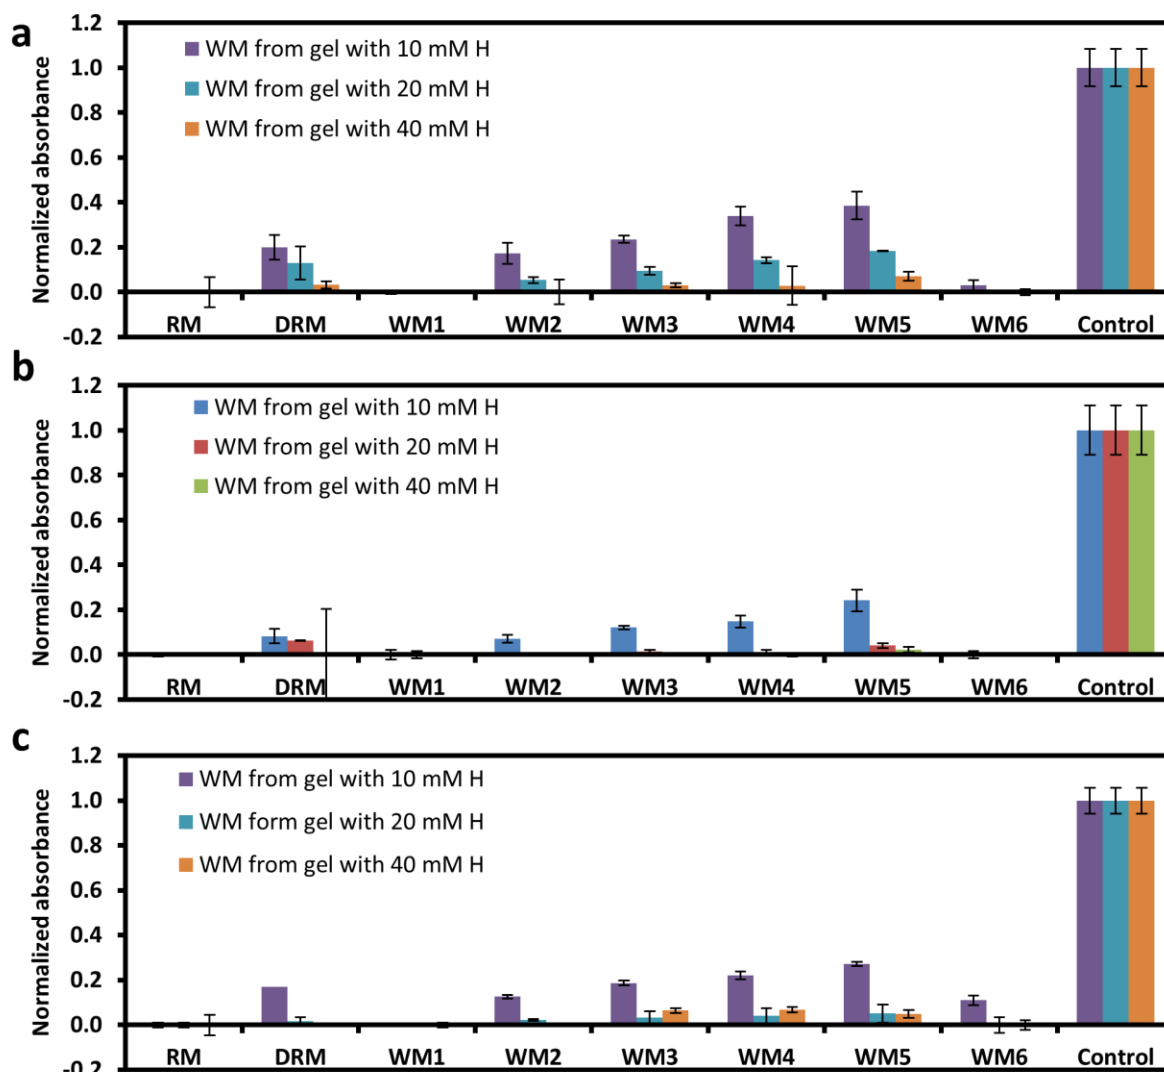 a
Normalized absorbance
1.2
1.0
0.8
0.6
0.4
0.2
0.0
-0.2
WM from gel with 10 mM H
WM from gel with 20 mM H
WM from gel with 40 mM H
RM DRM WM1 WM2 WM3 WM4 WM5 WM6 Control
b
Normalized absorbance
1.2
1.0
0.8
0.6
0.4
0.2
0.0
-0.2
WM from gel with 10 mM H
WM from gel with 20 mM H
WM from gel with 40 mM H
RM DRM WM1 WM2 WM3 WM4 WM5 WM6 Control
c
Normalized absorbance
1.2
1.0
0.8
0.6
0.4
0.2
0.0
-0.2
WM from gel with 10 mM H
WM form gel with 20 mM H
WM from gel with 40 mM H
RM DRM WM1 WM2 WM3 WM4 WM5 WM6 Control